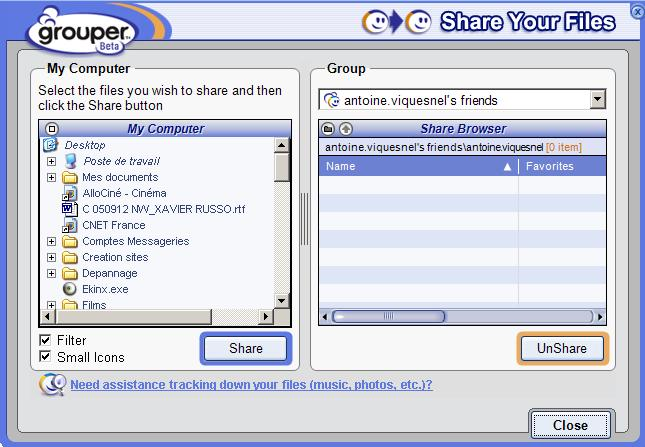 grouper
Beta
Share Your Files
My Computer
Select the files you wish to share and then
click the Share button
My Computer
Desktop
Poste de travail
Mes documents
AlloCiné - Cinéma
C 050912 NW_XAVIER RUSSO.rtf
CNET France
Comptes Messageries
Creation sites
Depannage
Ekinx.exe
Films
Filter
Small Icons
Share
Group
antoine.viquesnel's friends
Share Browser
antoine.viquesnel's friends\antoine.viquesnel [0 item]
Name Favorites
UnShare
Need assistance tracking down your files (music, photos, etc.)?
Close